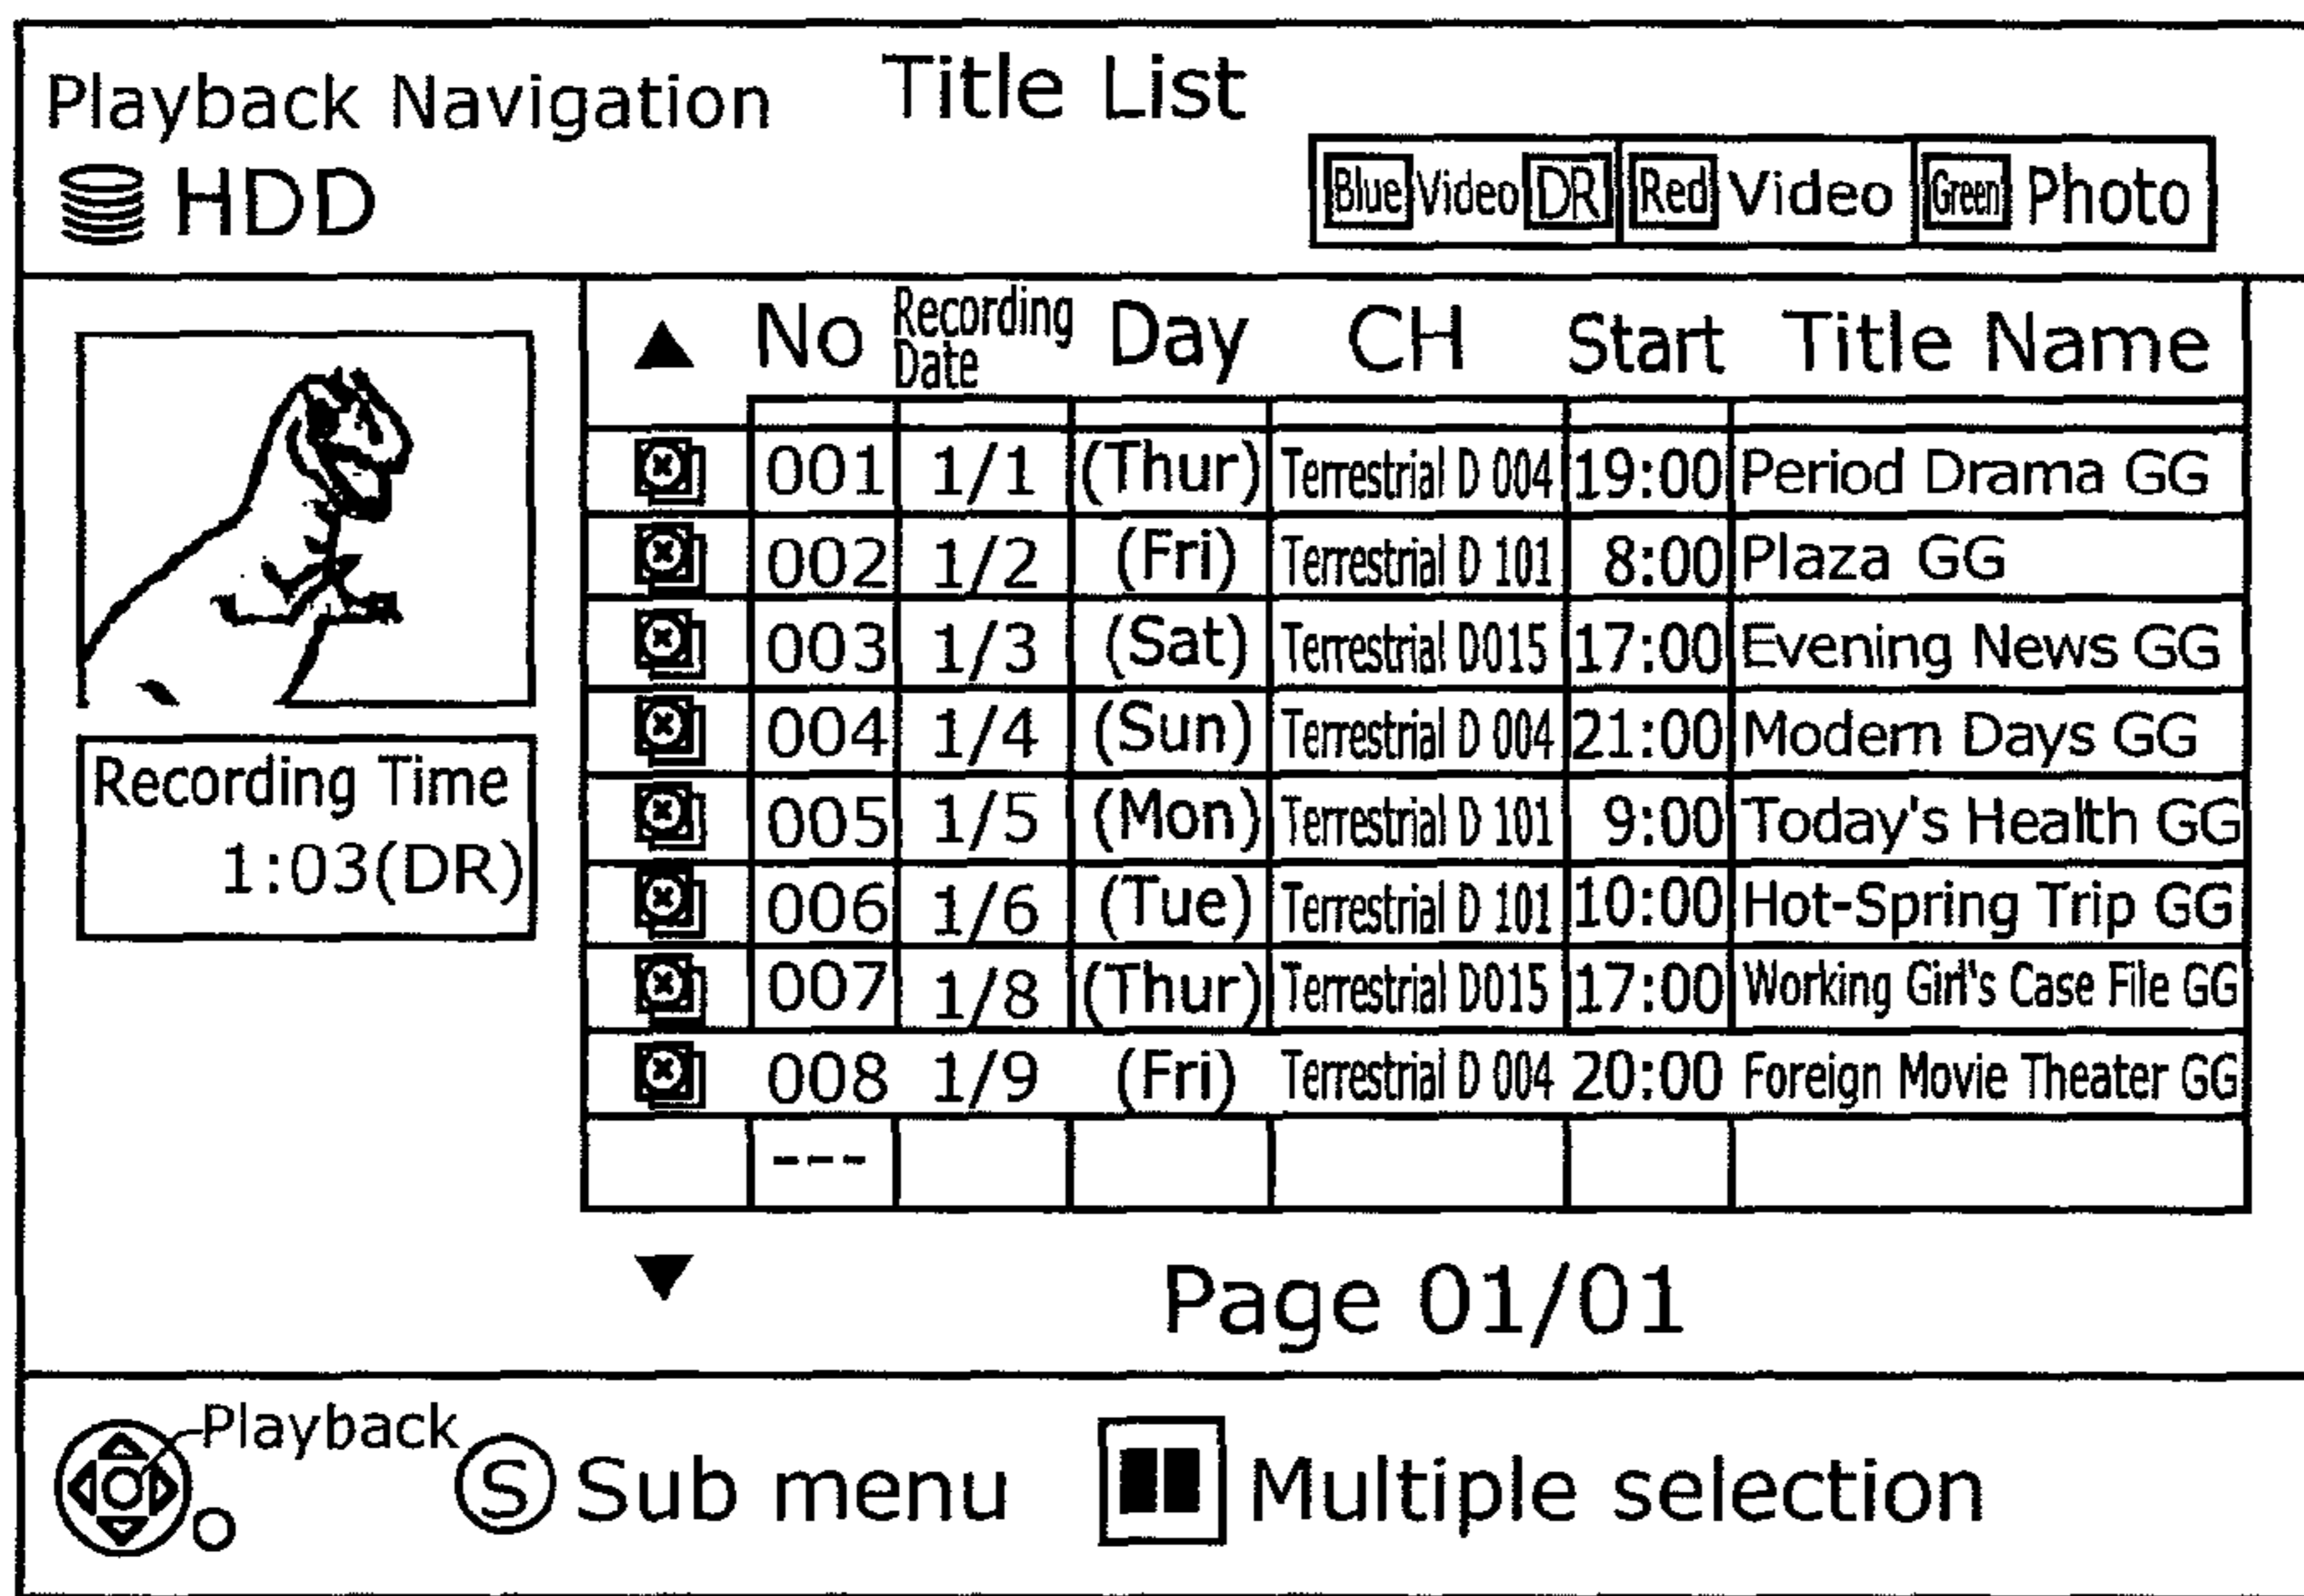 Playback Navigation Title List
HDD
Blue Video DR Red Video Green Photo
No Recording Date Day CH Start Title Name
001 1/1 (Thur) Terrestrial D 004 19:00 Period Drama GG
002 1/2 (Fri) Terrestrial D 101 8:00 Plaza GG
003 1/3 (Sat) Terrestrial D015 17:00 Evening News GG
004 1/4 (Sun) Terrestrial D 004 21:00 Modern Days GG
005 1/5 (Mon) Terrestrial D 101 9:00 Today's Health GG
006 1/6 (Tue) Terrestrial D 101 10:00 Hot-Spring Trip GG
007 1/8 (Thur) Terrestrial D015 17:00 Working Girl's Case File GG
008 1/9 (Fri) Terrestrial D 004 20:00 Foreign Movie Theater GG
---
Recording Time
1:03(DR)
Page 01/01
Playback
S Sub menu
Multiple selection